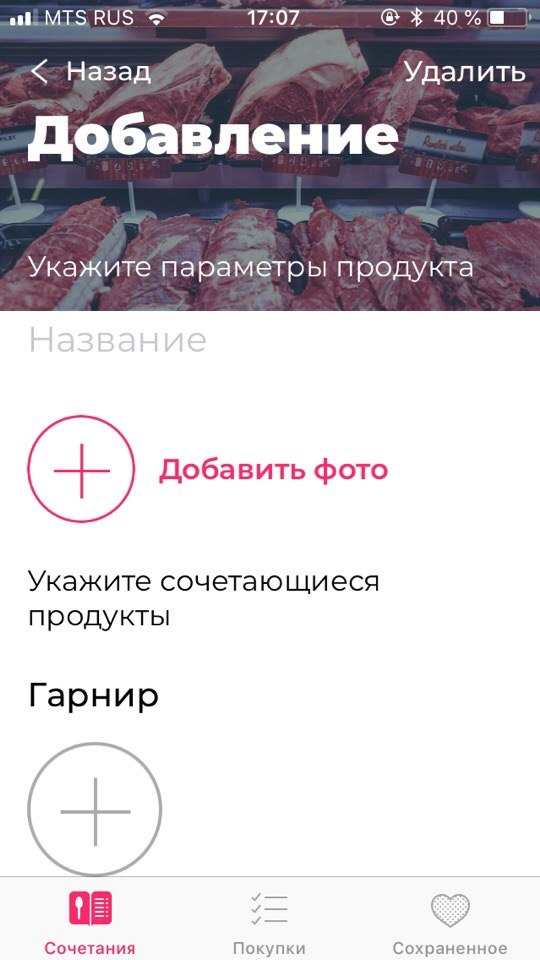 MTS RUS 17:07 40 %
Назад Удалить
Добавление
Укажите параметры продукта
Название
Добавить фото
Укажите сочетающиеся
продукты
Гарнир
Сочетания Покупки Сохраненное